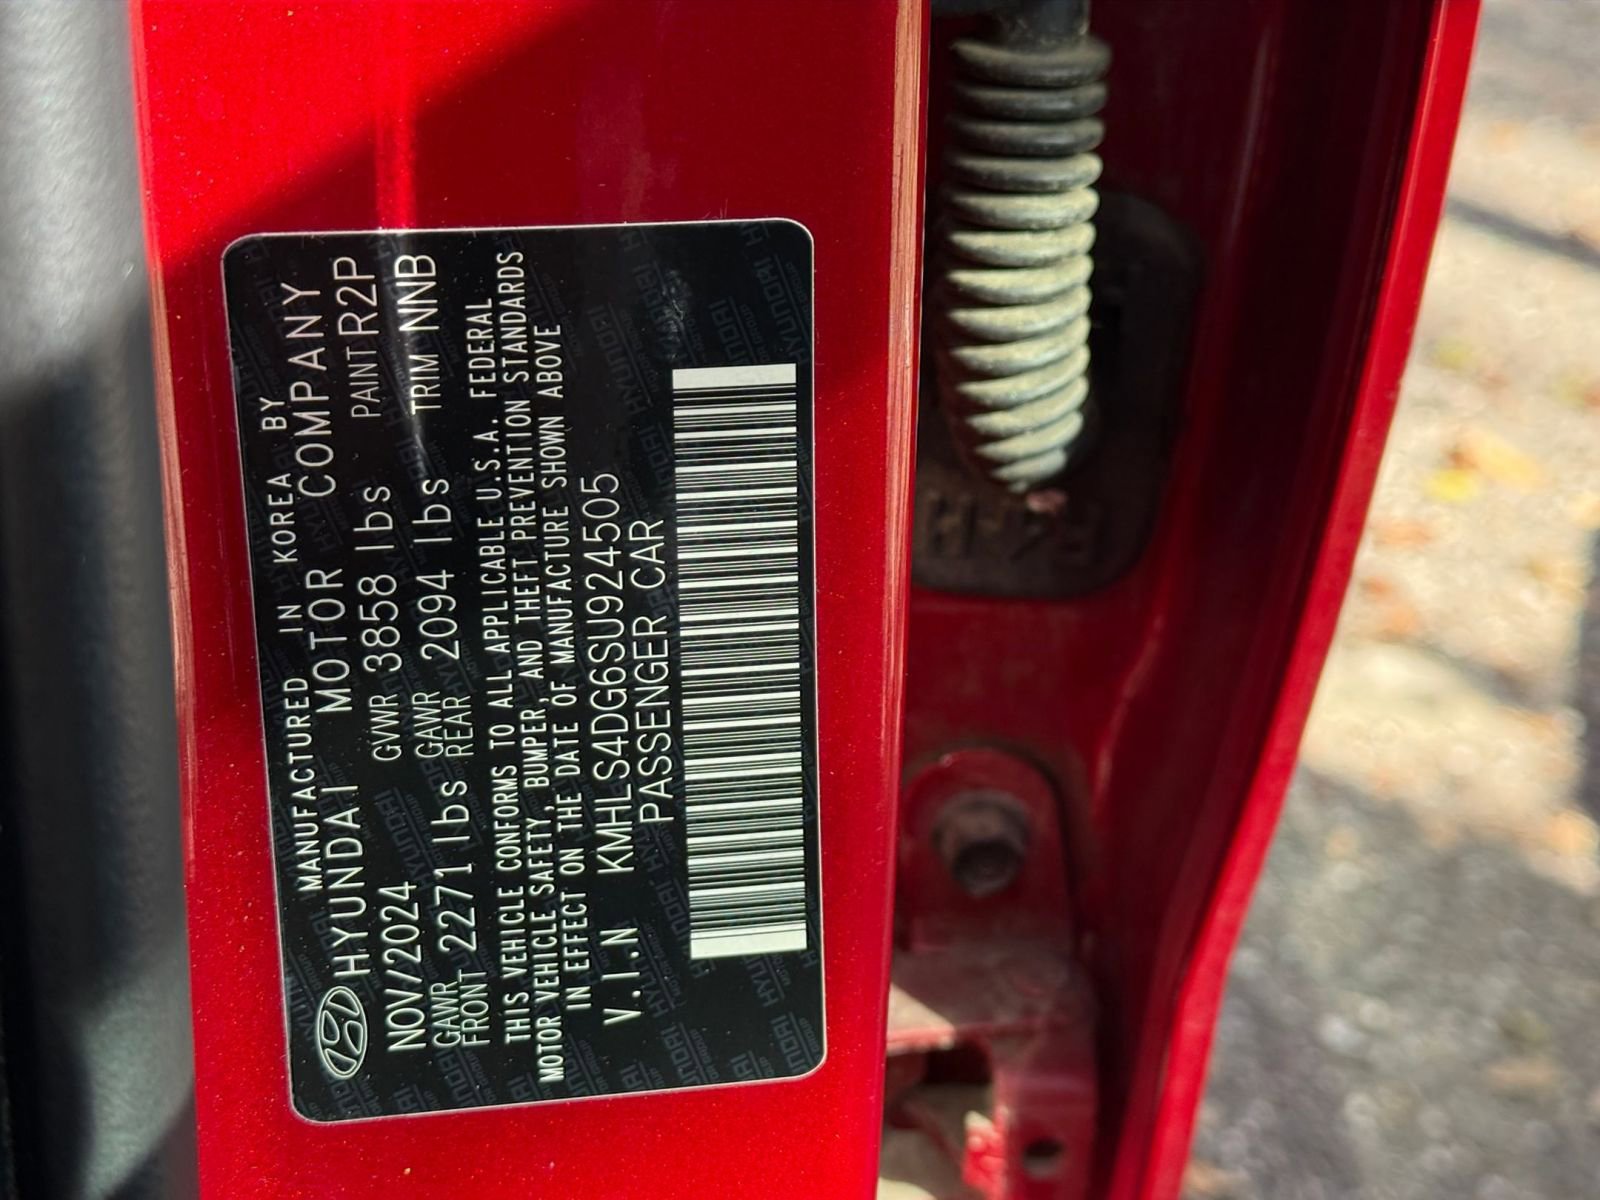 MANUFACTURED IN KOREA BY
HYUNDAI MOTOR COMPANY
NOV/2024 GWWR 3858 lbs PAINT R2P
GAWR FRONT 2271 lbs GAWR REAR 2094 lbs TRIM NNB
THIS VEHICLE CONFORMS TO ALL APPLICABLE U.S.A. FEDERAL
MOTOR VEHICLE SAFETY, BUMPER, AND THEFT PREVENTION STANDARDS
IN EFFECT ON THE DATE OF MANUFACTURE SHOWN ABOVE
V.I.N KMHLS4DG6SU924505
PASSENGER CAR